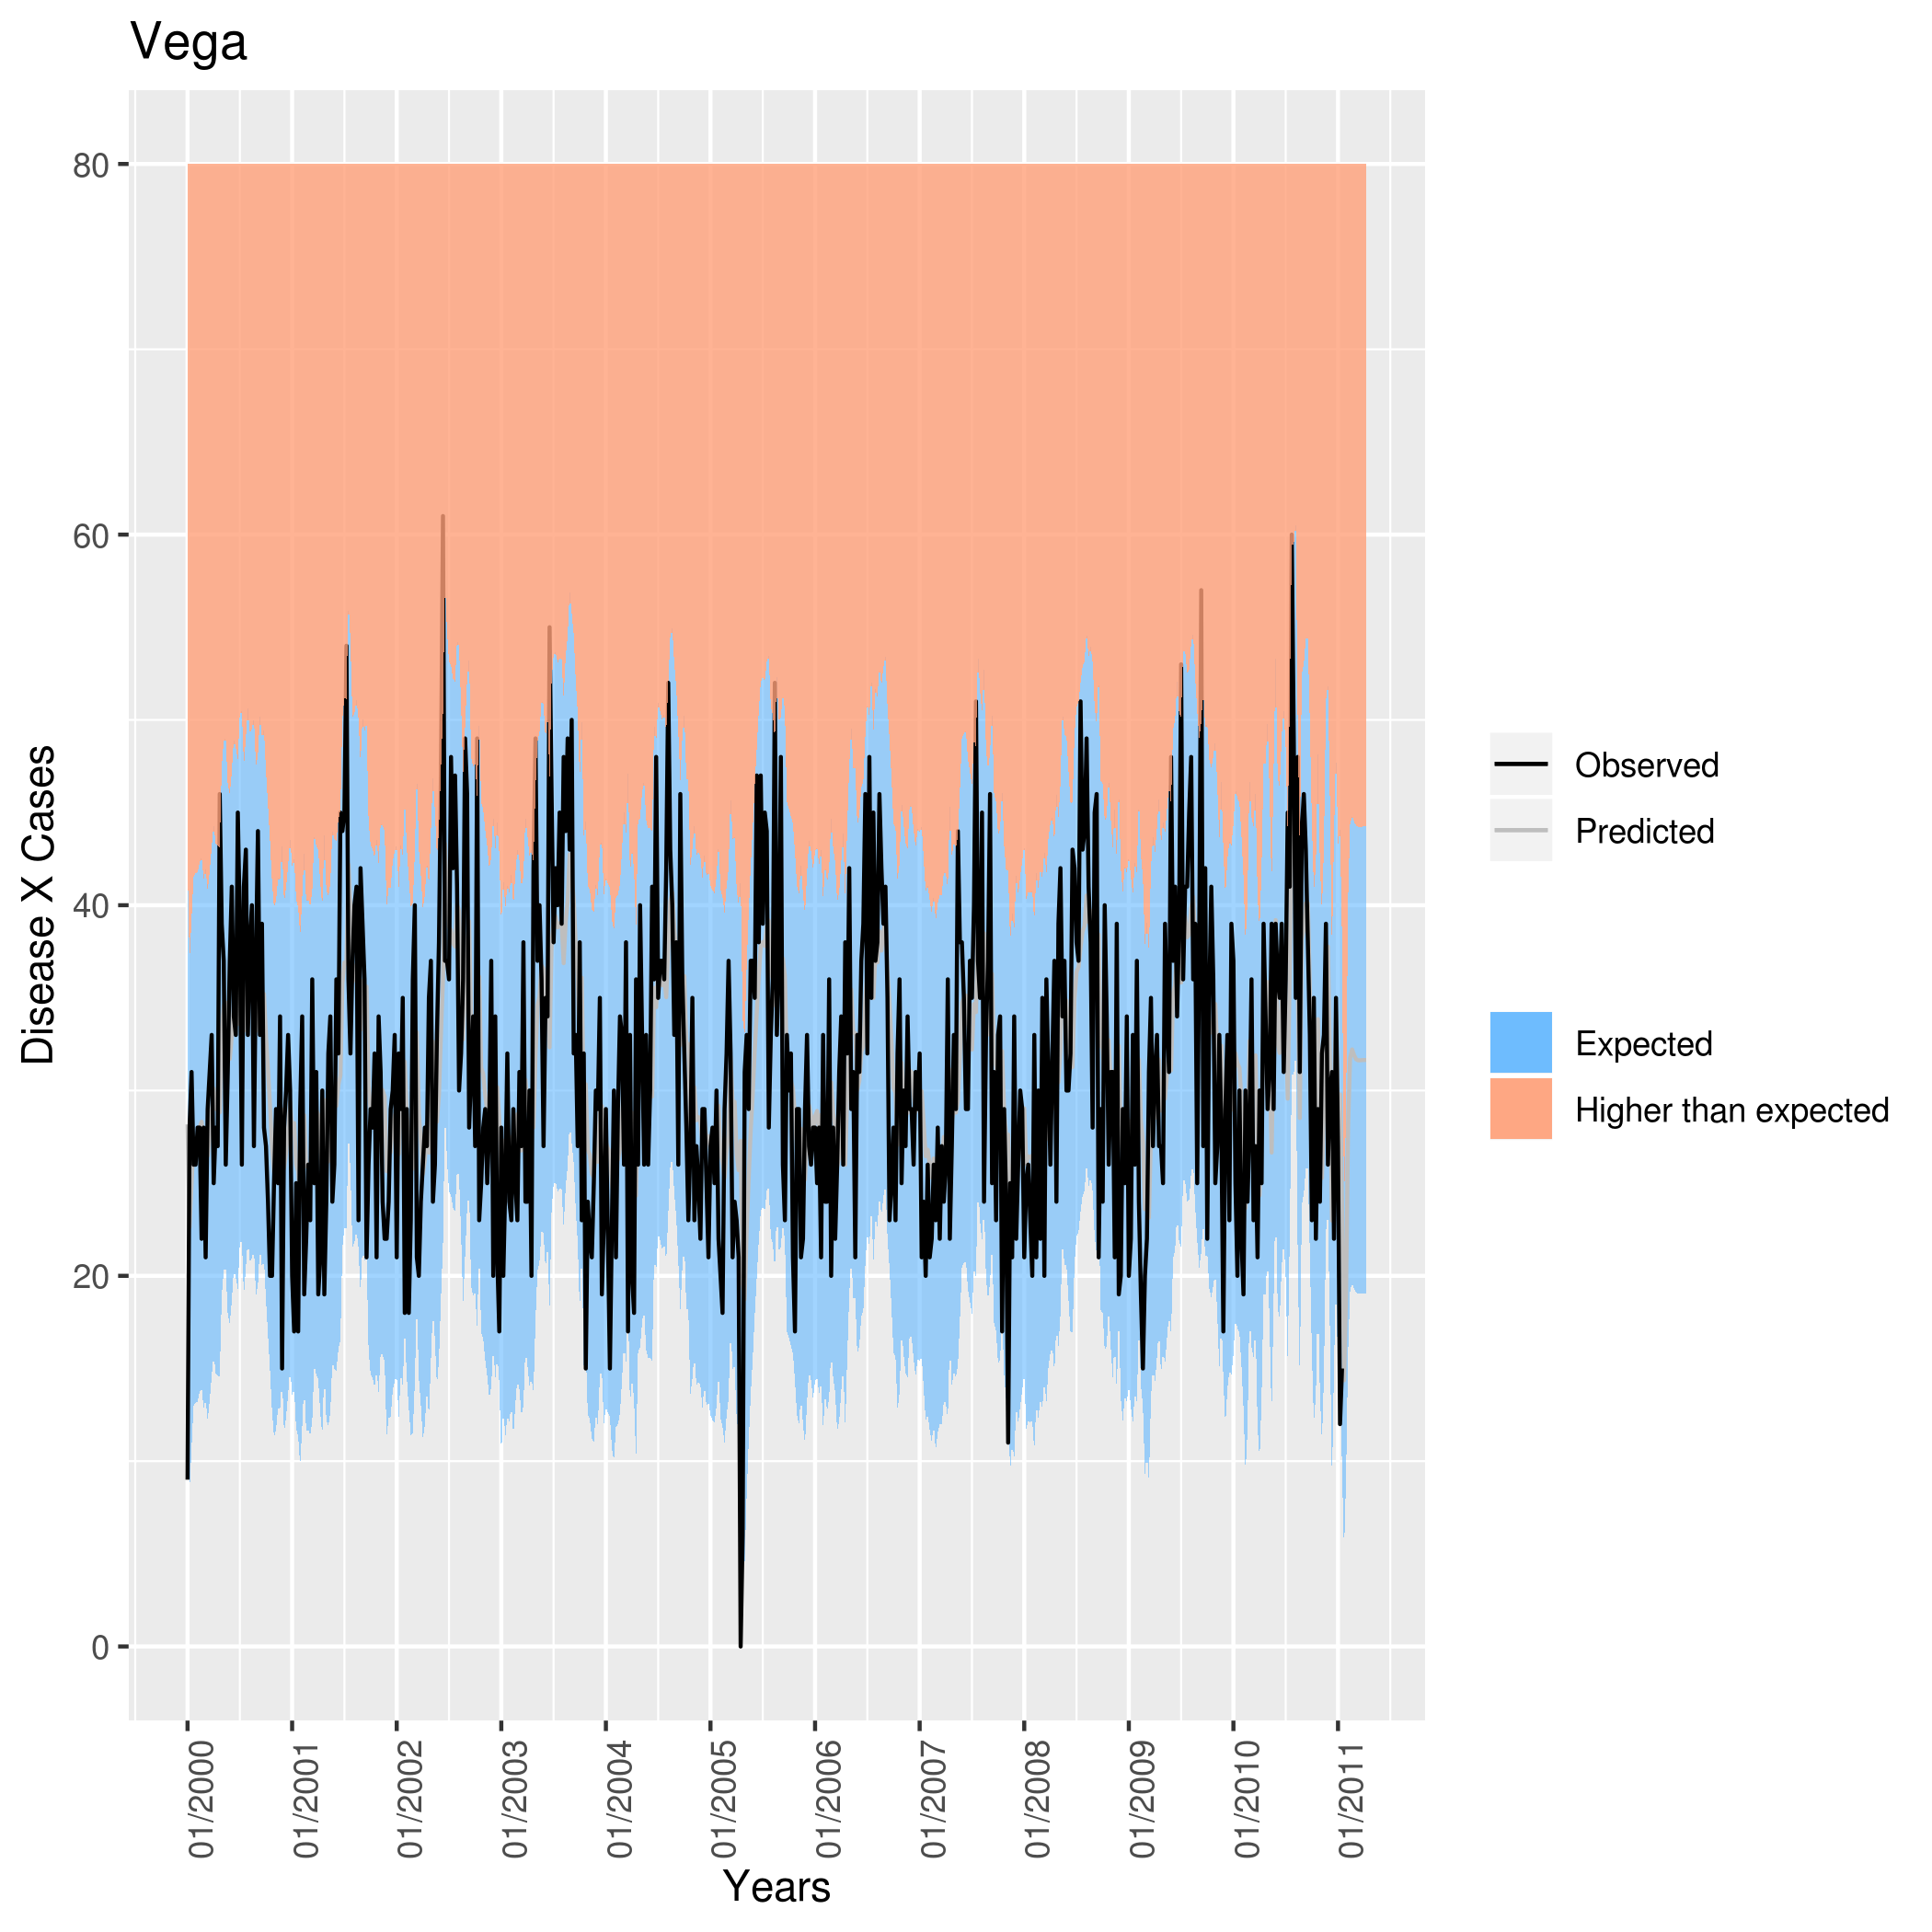 Vega
Disease X Cases
80
60
40
20
0
01/2000
01/2001
01/2002
01/2003
01/2004
01/2005
01/2006
01/2007
01/2008
01/2009
01/2010
01/2011
Years
Observed
Predicted
Expected
Higher than expected